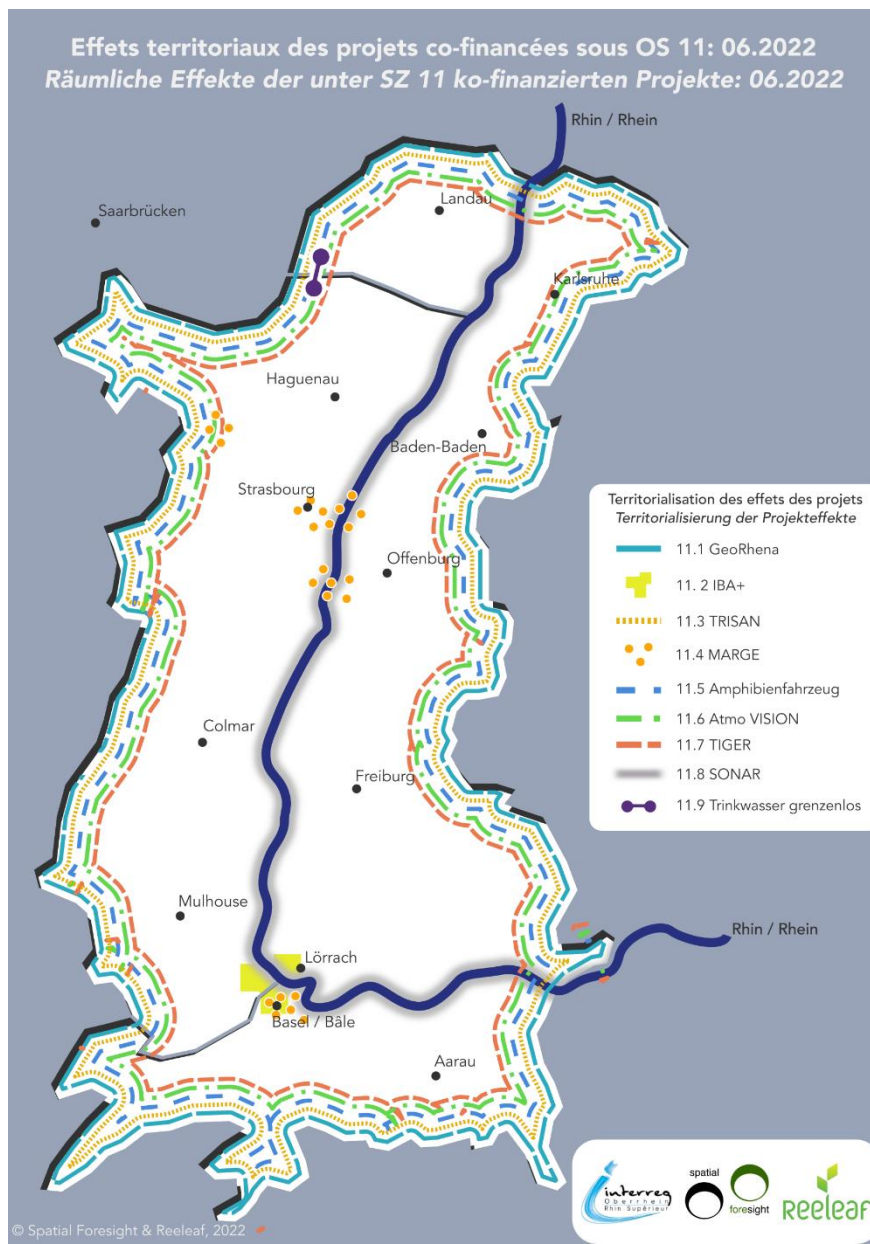 Effets territoriaux des projets co-financées sous OS 11: 06.2022
Räumliche Effekte der unter SZ 11 ko-finanzierten Projekte: 06.2022
Rhin / Rhein
Saarbrücken
Landau
Karlsruhe
Haguenau
Baden-Baden
Strasbourg
Offenburg
Colmar
Freiburg
Mulhouse
Lörrach
Rhin / Rhein
Basel / Bâle
Aarau
Territorialisation des effets des projets
Territorialisierung der Projekteffekte
11.1 GeoRhena
11. 2 IBA+
11.3 TRISAN
11.4 MARGE
11.5 Amphibienfahrzeug
11.6 Atmo VISION
11.7 TIGER
11.8 SONAR
11.9 Trinkwasser grenzenlos
interreg
Oberrhein
Rhin Supérieur
spatial
foresight
REELEAF
© Spatial Foresight & Reeleaf, 2022